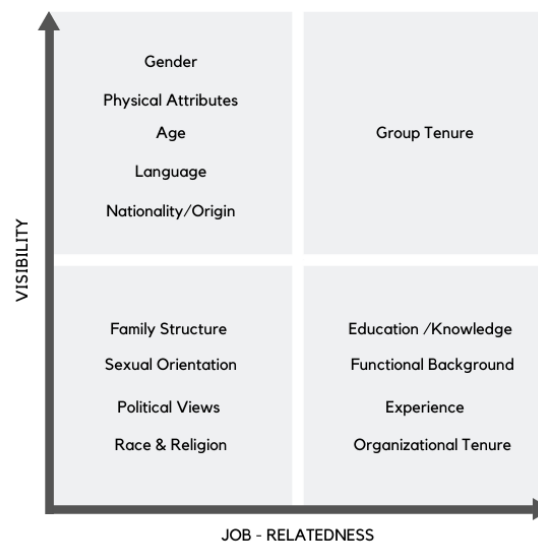 Gender
Physical Attributes
Age
Language
Nationality/Origin
Group Tenure
VISIBILITY
Family Structure
Sexual Orientation
Political Views
Race & Religion
Education /Knowledge
Functional Background
Experience
Organizational Tenure
JOB - RELATEDNESS